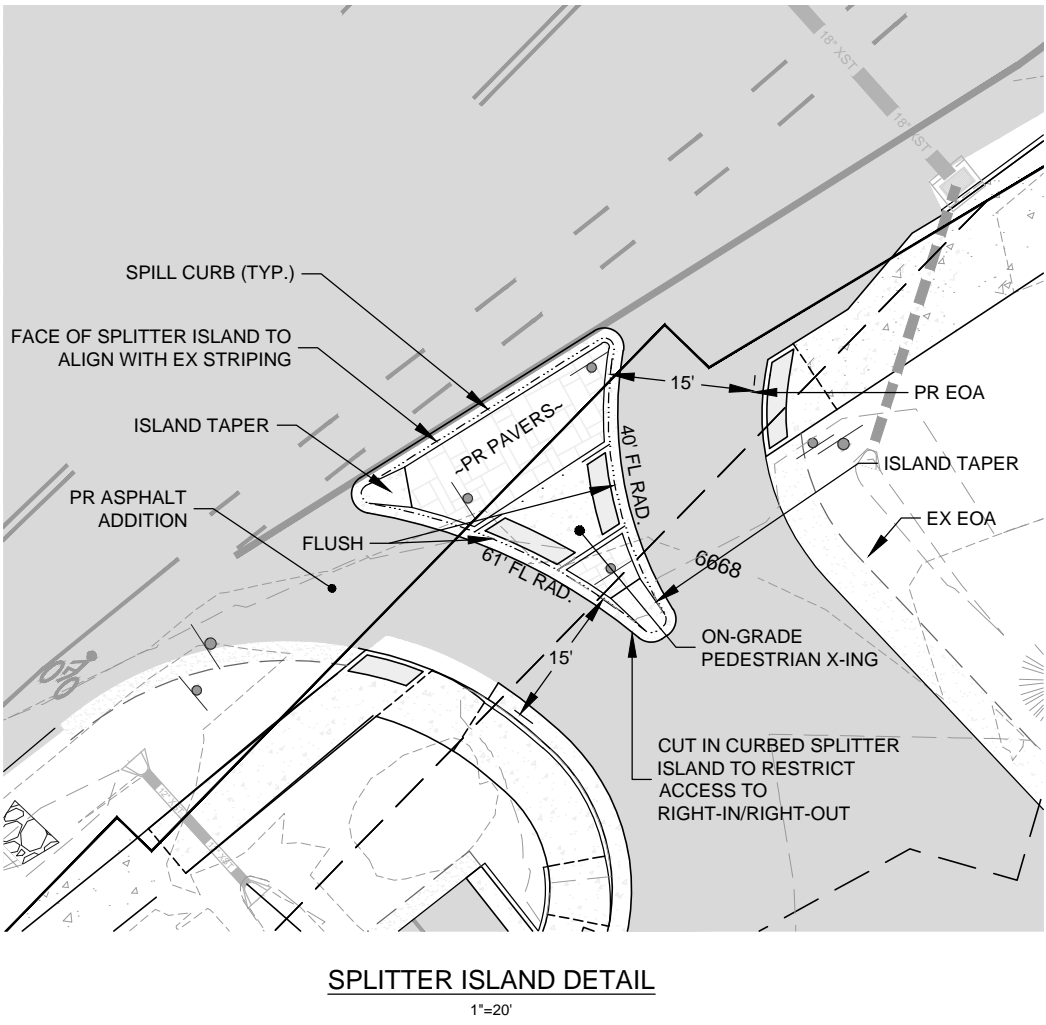 18" XST
18" XST
SPILL CURB (TYP.)
FACE OF SPLITTER ISLAND TO
ALIGN WITH EX STRIPING
15'
PR EOA
~PR PAVERS~
ISLAND TAPER
40' FL RAD.
ISLAND TAPER
PR ASPHALT
ADDITION
EX EOA
FLUSH
61' FL RAD.
6668
ON-GRADE
PEDESTRIAN X-ING
15'
CUT IN CURBED SPLITTER
ISLAND TO RESTRICT
ACCESS TO
RIGHT-IN/RIGHT-OUT
SPLITTER ISLAND DETAIL
1"=20'